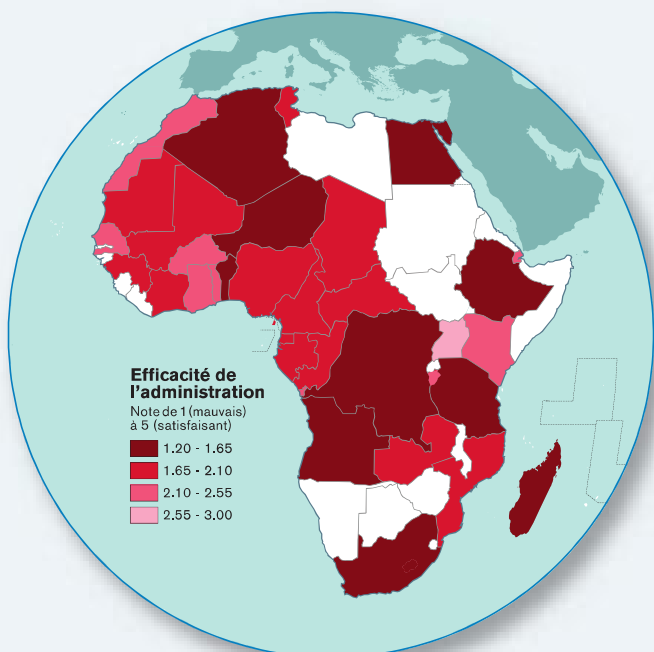 Efficacité de
l'administration
Note de 1 (mauvais)
à 5 (satisfaisant)
1.20 - 1.65
1.65 - 2.10
2.10 - 2.55
2.55 - 3.00